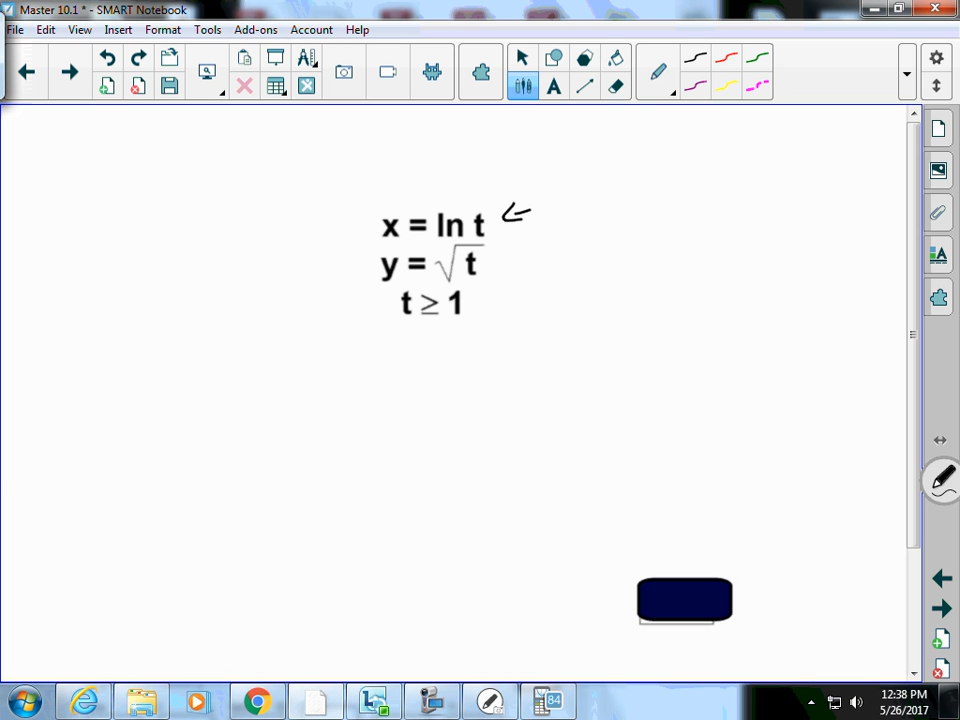 Master 10.1 * - SMART Notebook
File Edit View Insert Format Tools Add-ons Account Help
x = ln t
y = √t
t ≥ 1
84
12:38 PM
5/26/2017